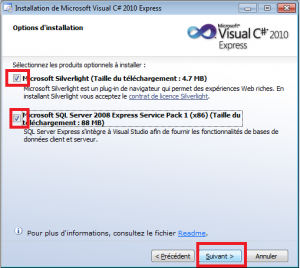 Installation de Microsoft Visual C# 2010 Express
Options d'installation
Microsoft
Visual C# 2010
Express
Sélectionnez les produits optionnels à installer :
Microsoft Silverlight (Taille du téléchargement : 4.7 MB)
Microsoft Silverlight est un plug-in de navigateur qui permet des expériences Web riches. En
installant Silverlight vous acceptez le contrat de licence Silverlight.
Microsoft SQL Server 2008 Express Service Pack 1 (x86) (Taille du
téléchargement : 88 MB)
SQL Server Express s'intègre à Visual Studio afin de fournir les fonctionnalités de bases de
données client et serveur.
Pour plus d'informations, consultez le fichier Readme.
< Précédent
Suivant >
Annuler